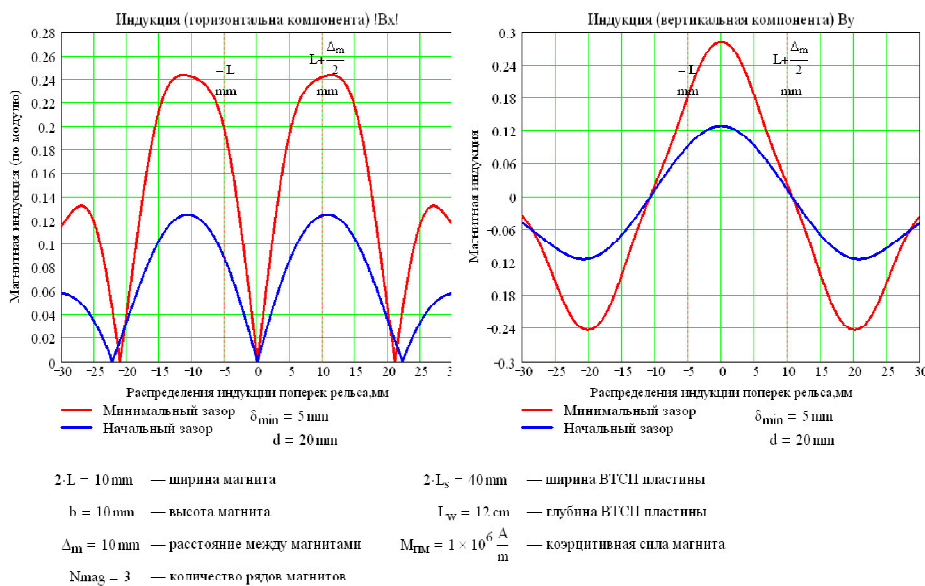 Индукция (горизонтальна компонента) !Bx!
0.28
0.26
0.24
0.22
0.2
0.18
0.16
0.14
0.12
0.1
0.08
0.06
0.04
0.02
0
−L
mm
L+Δm/2
mm
Магнитная индукция (по модулю)
−30 −25 −20 −15 −10 −5 0 5 10 15 20 25 3
Распределения индукции поперек рельса,мм
Минимальный зазор δmin = 5 mm
Начальный зазор d = 20 mm
Индукция (вертикальная компонента) By
0.3
0.24
0.18
0.12
0.06
0
−0.06
0.12
0.18
−0.24
−0.3
−L
mm
L+Δm/2
mm
Магнитная индукция
−30 −25 −20 −15 −10 −5 0 5 10 15 20 25 30
Распределения индукции поперек рельса,мм
Минимальный зазор δmin = 5 mm
Начальный зазор d = 20 mm
2·L = 10 mm — ширина магнита
2·Ls = 40 mm — ширина ВТСП пластины
h = 10 mm — высота магнита
Lw = 12 cm — глубина ВТСП пластины
Δm = 10 mm — расстояние между магнитами
MПМ = 1 × 10^6 A/m — коэрцитивная сила магнита
Nmag = 3 — количество рядов магнитов